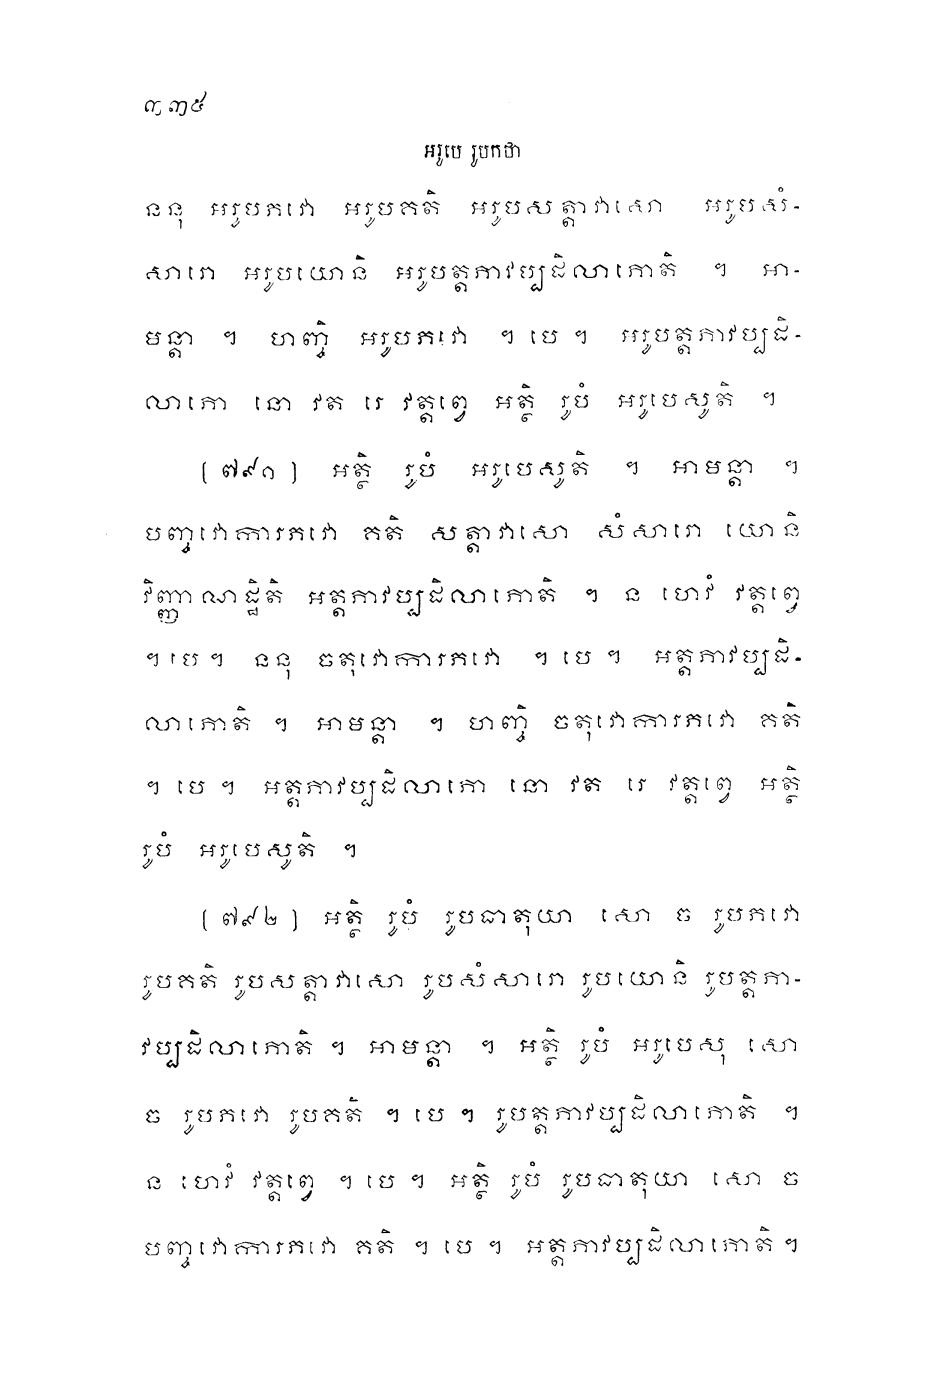 ៣៣៥
អរូបេ រូបកថា
ននុ អរូបភវោ អរូបគតិ អរូបសត្តាវាសោ អរូបសំ-
សារោ អរូបយោនិ អរូបត្តភាវប្បដិលាភោតិ ។ អា-
មន្តា ។ ហញ្ចិ អរូបភវោ ។ បេ ។ អរូបត្តភាវប្បដិ-
លាភោ នោ វត រេ វត្តព្វេ អត្ថិ រូបំ អរូបេសូតិ ។
(៧៩១) អត្ថិ រូបំ អរូបេសូតិ ។ អាមន្តា ។
បញ្ចវោការភវោ គតិ សត្តាវាសោ សំសារោ យោនិ
វិញ្ញាណដ្ឋិតិ អត្តភាវប្បដិលាភោតិ ។ ន ហេវំ វត្តព្វេ
។ បេ ។ ននុ ចតុវោការភវោ ។ បេ ។ អត្តភាវប្បដិ-
លាភោតិ ។ អាមន្តា ។ ហញ្ចិ ចតុវោការភវោ គតិ
។ បេ ។ អត្តភាវប្បដិលាភោ នោ វត រេ វត្តព្វេ អត្ថិ
រូបំ អរូបេសូតិ ។
(៧៩២) អត្ថិ រូបំ រូបធាតុយា សោ ច រូបភវោ
រូបគតិ រូបសត្តាវាសោ រូបសំសារោ រូបយោនិ រូបត្តភា-
វប្បដិលាភោតិ ។ អាមន្តា ។ អត្ថិ រូបំ អរូបេសុ សោ
ច រូបភវោ រូបគតិ ។ បេ ។ រូបត្តភាវប្បដិលាភោតិ ។
ន ហេវំ វត្តព្វេ ។ បេ ។ អត្ថិ រូបំ រូបធាតុយា សោ ច
បញ្ចវោការភវោ គតិ ។ បេ ។ អត្តភាវប្បដិលាភោតិ ។